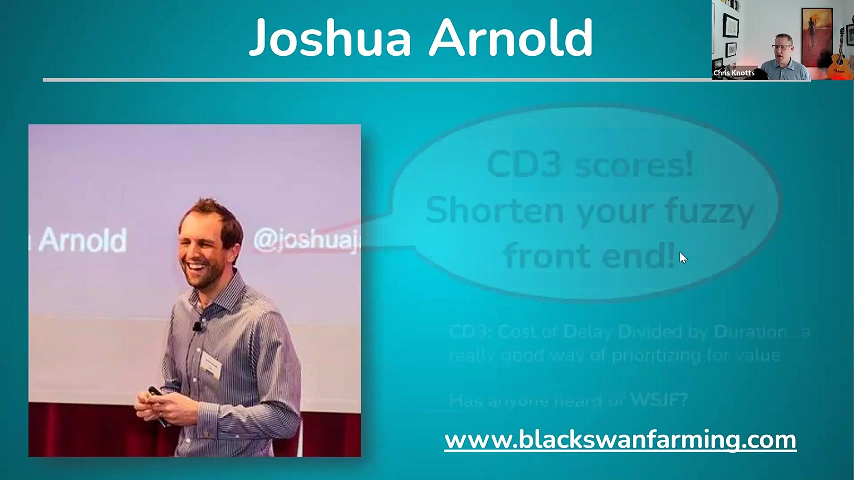 Joshua Arnold
Chris Knotts
Arnold
@joshuaj
CD3 scores!
Shorten your fuzzy
front end!
CD3: Cost of Delay Divided by Duration...a
really good way of prioritizing for value
Has anyone heard of WSJF?
www.blackswanfarming.com